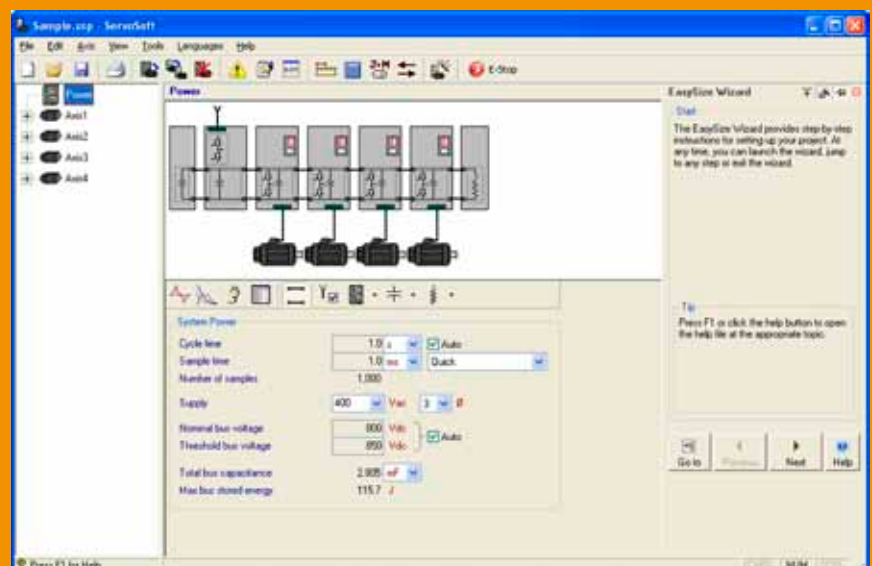 Sample.ssp - ServoSoft
File Edit Axis View Tools Languages Help
E-Stop
Power
Axis1
Axis2
Axis3
Axis4
Power
EasySize Wizard
Start
The EasySize Wizard provides step-by-step
instructions for setting up your project. At
any time, you can launch the wizard, jump
to any step or exit the wizard.
Tip
Press F1 or click the help button to open
the help file at the appropriate topic.
Go to Previous Next Help
System Power
Cycle time 1.0 s Auto
Sample time 1.0 ms Quick
Number of samples 1,000
Supply 400 Vac 3 Ø
Nominal bus voltage 800 Vdc
Auto
Threshold bus voltage 850 Vdc
Total bus capacitance 2.905 mF
Max bus stored energy 115.7 J
Press F1 for Help
NUM